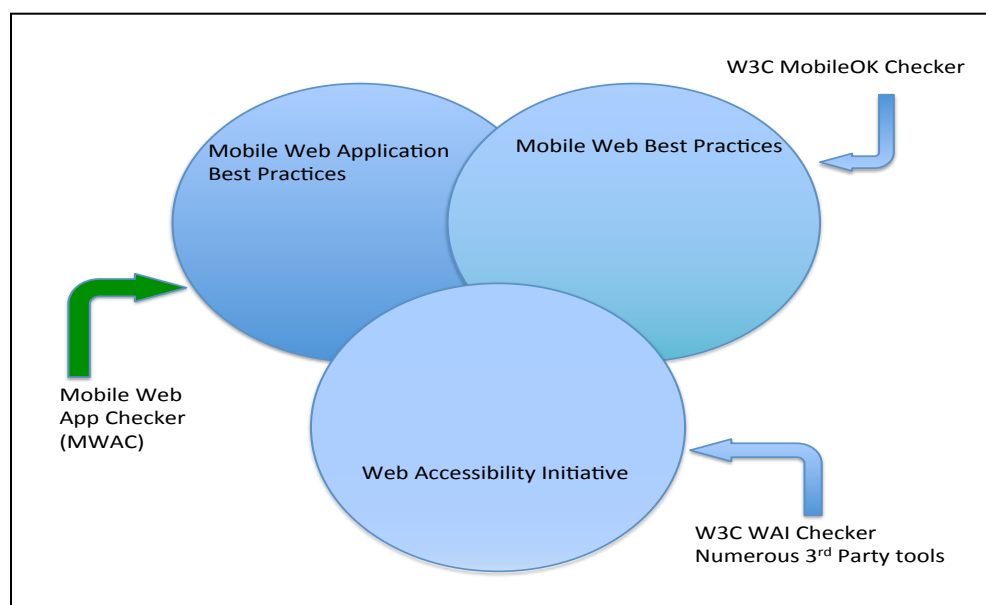 W3C MobileOK Checker
Mobile Web Application
Best Practices
Mobile Web Best Practices
Mobile Web
App Checker
(MWAC)
Web Accessibility Initiative
W3C WAI Checker
Numerous 3rd Party tools